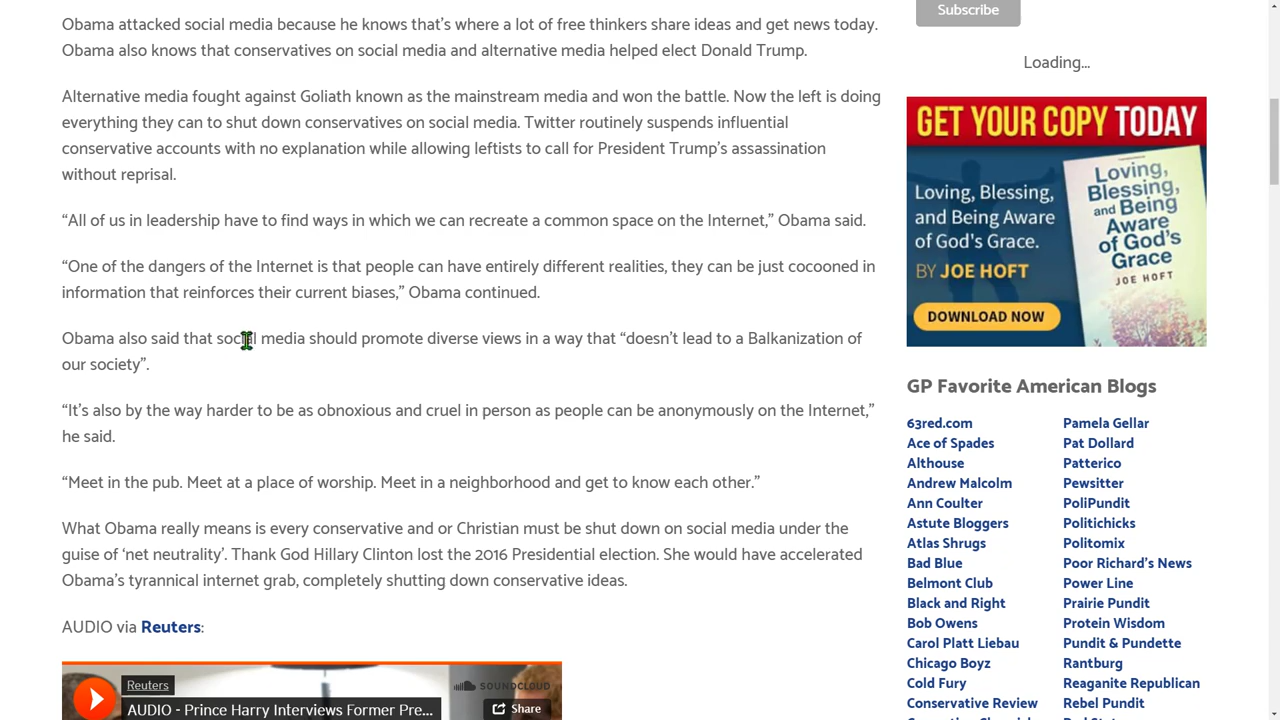 Obama attacked social media because he knows that’s where a lot of free thinkers share ideas and get news today.
Obama also knows that conservatives on social media and alternative media helped elect Donald Trump.
Alternative media fought against Goliath known as the mainstream media and won the battle. Now the left is doing
everything they can to shut down conservatives on social media. Twitter routinely suspends influential
conservative accounts with no explanation while allowing leftists to call for President Trump’s assassination
without reprisal.
“All of us in leadership have to find ways in which we can recreate a common space on the Internet,” Obama said.
“One of the dangers of the Internet is that people can have entirely different realities, they can be just cocooned in
information that reinforces their current biases,” Obama continued.
Obama also said that social media should promote diverse views in a way that “doesn’t lead to a Balkanization of
our society”.
“It’s also by the way harder to be as obnoxious and cruel in person as people can be anonymously on the Internet,”
he said.
“Meet in the pub. Meet at a place of worship. Meet in a neighborhood and get to know each other.”
What Obama really means is every conservative and or Christian must be shut down on social media under the
guise of ‘net neutrality’. Thank God Hillary Clinton lost the 2016 Presidential election. She would have accelerated
Obama’s tyrannical internet grab, completely shutting down conservative ideas.
AUDIO via Reuters:
Reuters
AUDIO - Prince Harry Interviews Former Pre...
SOUNDCLOUD
Share
Subscribe
Loading...
GET YOUR COPY TODAY
Loving, Blessing,
and Being Aware
of God's Grace.
BY JOE HOFT
DOWNLOAD NOW
Loving,
Blessing,
and Being
Aware
of God's
Grace
JOE HOFT
GP Favorite American Blogs
63red.com
Ace of Spades
Althouse
Andrew Malcolm
Ann Coulter
Astute Bloggers
Atlas Shrugs
Bad Blue
Belmont Club
Black and Right
Bob Owens
Carol Platt Liebau
Chicago Boyz
Cold Fury
Conservative Review
Pamela Gellar
Pat Dollard
Patterico
Pewsitter
PoliPundit
Politichicks
Politomix
Poor Richard’s News
Power Line
Prairie Pundit
Protein Wisdom
Pundit & Pundette
Rantburg
Reaganite Republican
Rebel Pundit